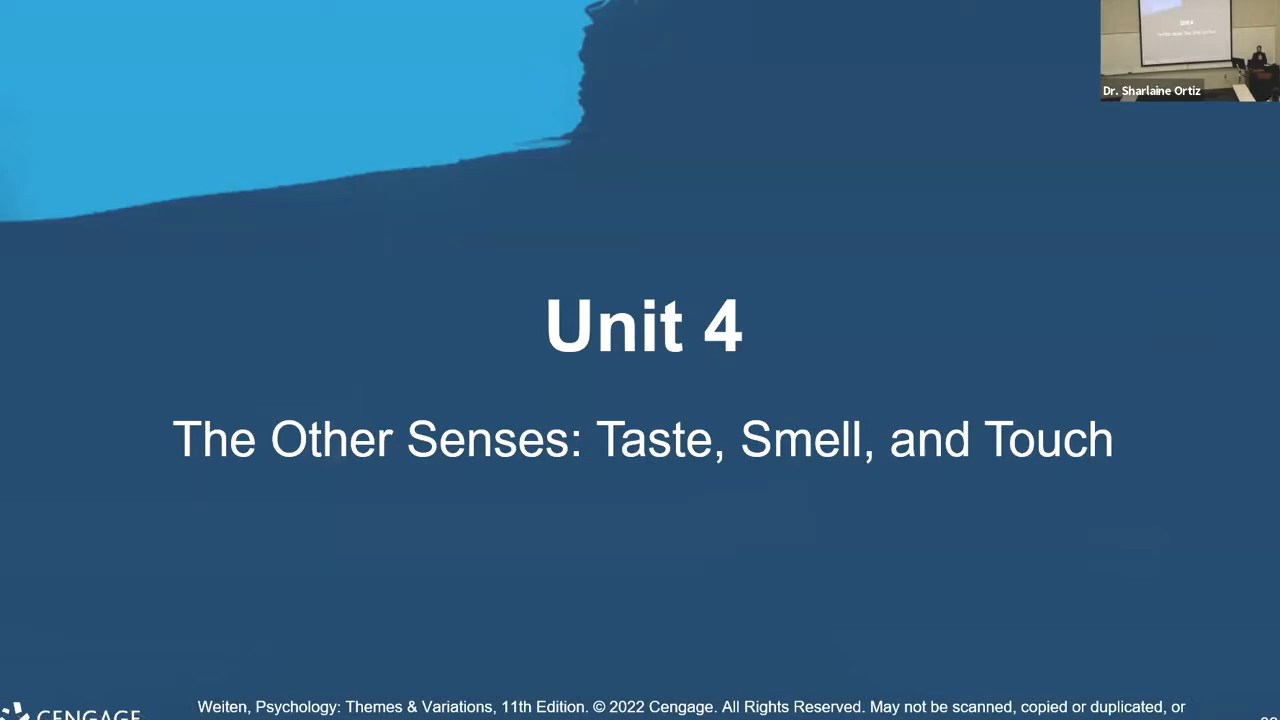 Dr. Sharlaine Ortiz
Unit 4
The Other Senses: Taste, Smell, and Touch
CENGAGE
Weiten, Psychology: Themes & Variations, 11th Edition. © 2022 Cengage. All Rights Reserved. May not be scanned, copied or duplicated, or